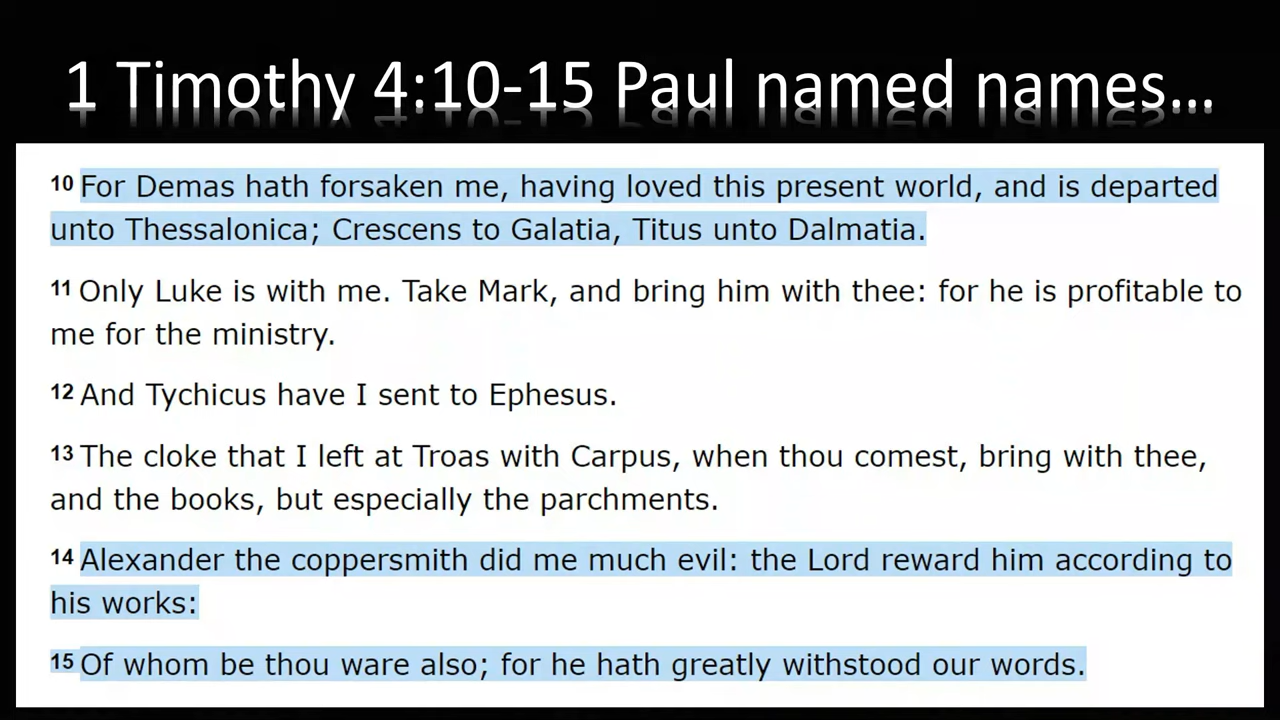 1 Timothy 4:10-15 Paul named names...
10 For Demas hath forsaken me, having loved this present world, and is departed
unto Thessalonica; Crescens to Galatia, Titus unto Dalmatia.
11 Only Luke is with me. Take Mark, and bring him with thee: for he is profitable to
me for the ministry.
12 And Tychicus have I sent to Ephesus.
13 The cloke that I left at Troas with Carpus, when thou comest, bring with thee,
and the books, but especially the parchments.
14 Alexander the coppersmith did me much evil: the Lord reward him according to
his works:
15 Of whom be thou ware also; for he hath greatly withstood our words.